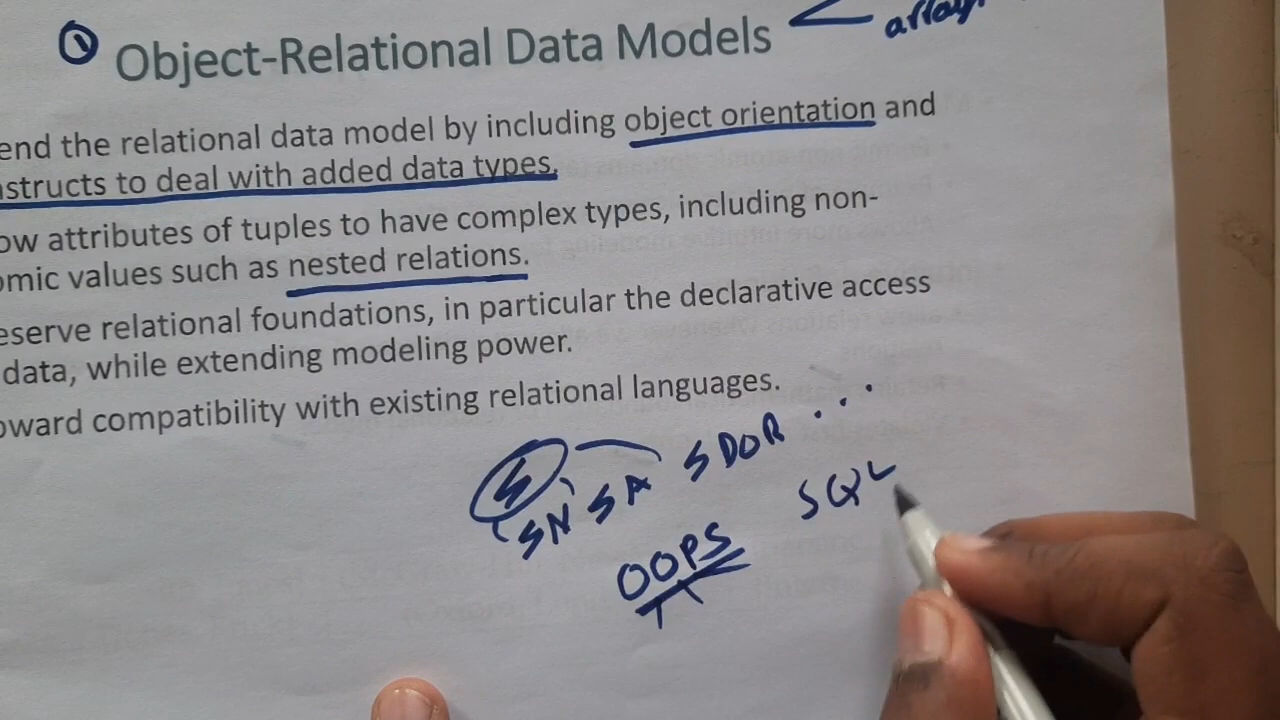 ① Object-Relational Data Models
array
end the relational data model by including object orientation and
nstructs to deal with added data types.
ow attributes of tuples to have complex types, including non-
omic values such as nested relations.
eserve relational foundations, in particular the declarative access
data, while extending modeling power.
oward compatibility with existing relational languages.
S
SN SA SDOR ...
OOPS
SQL